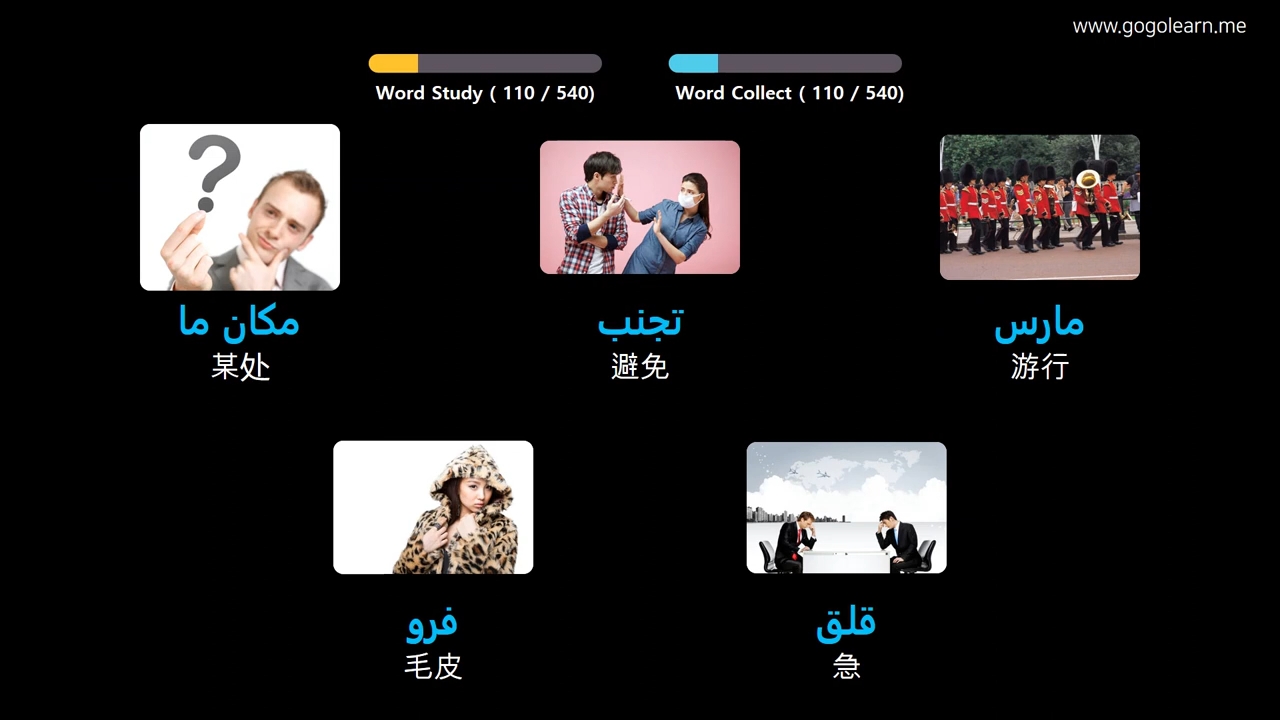 www.gogolearn.me
Word Study ( 110 / 540)
Word Collect ( 110 / 540)
مكان ما
某处
تجنب
避免
مارس
游行
فرو
毛皮
قلق
急